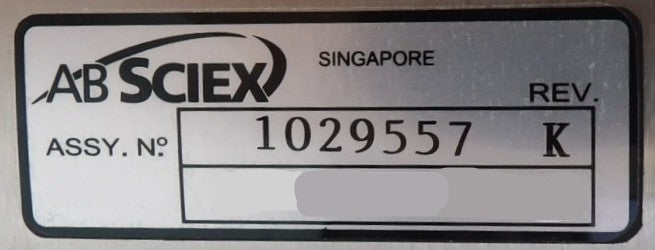 AB SCIEX
SINGAPORE
REV.
ASSY. Nº. 1029557 K